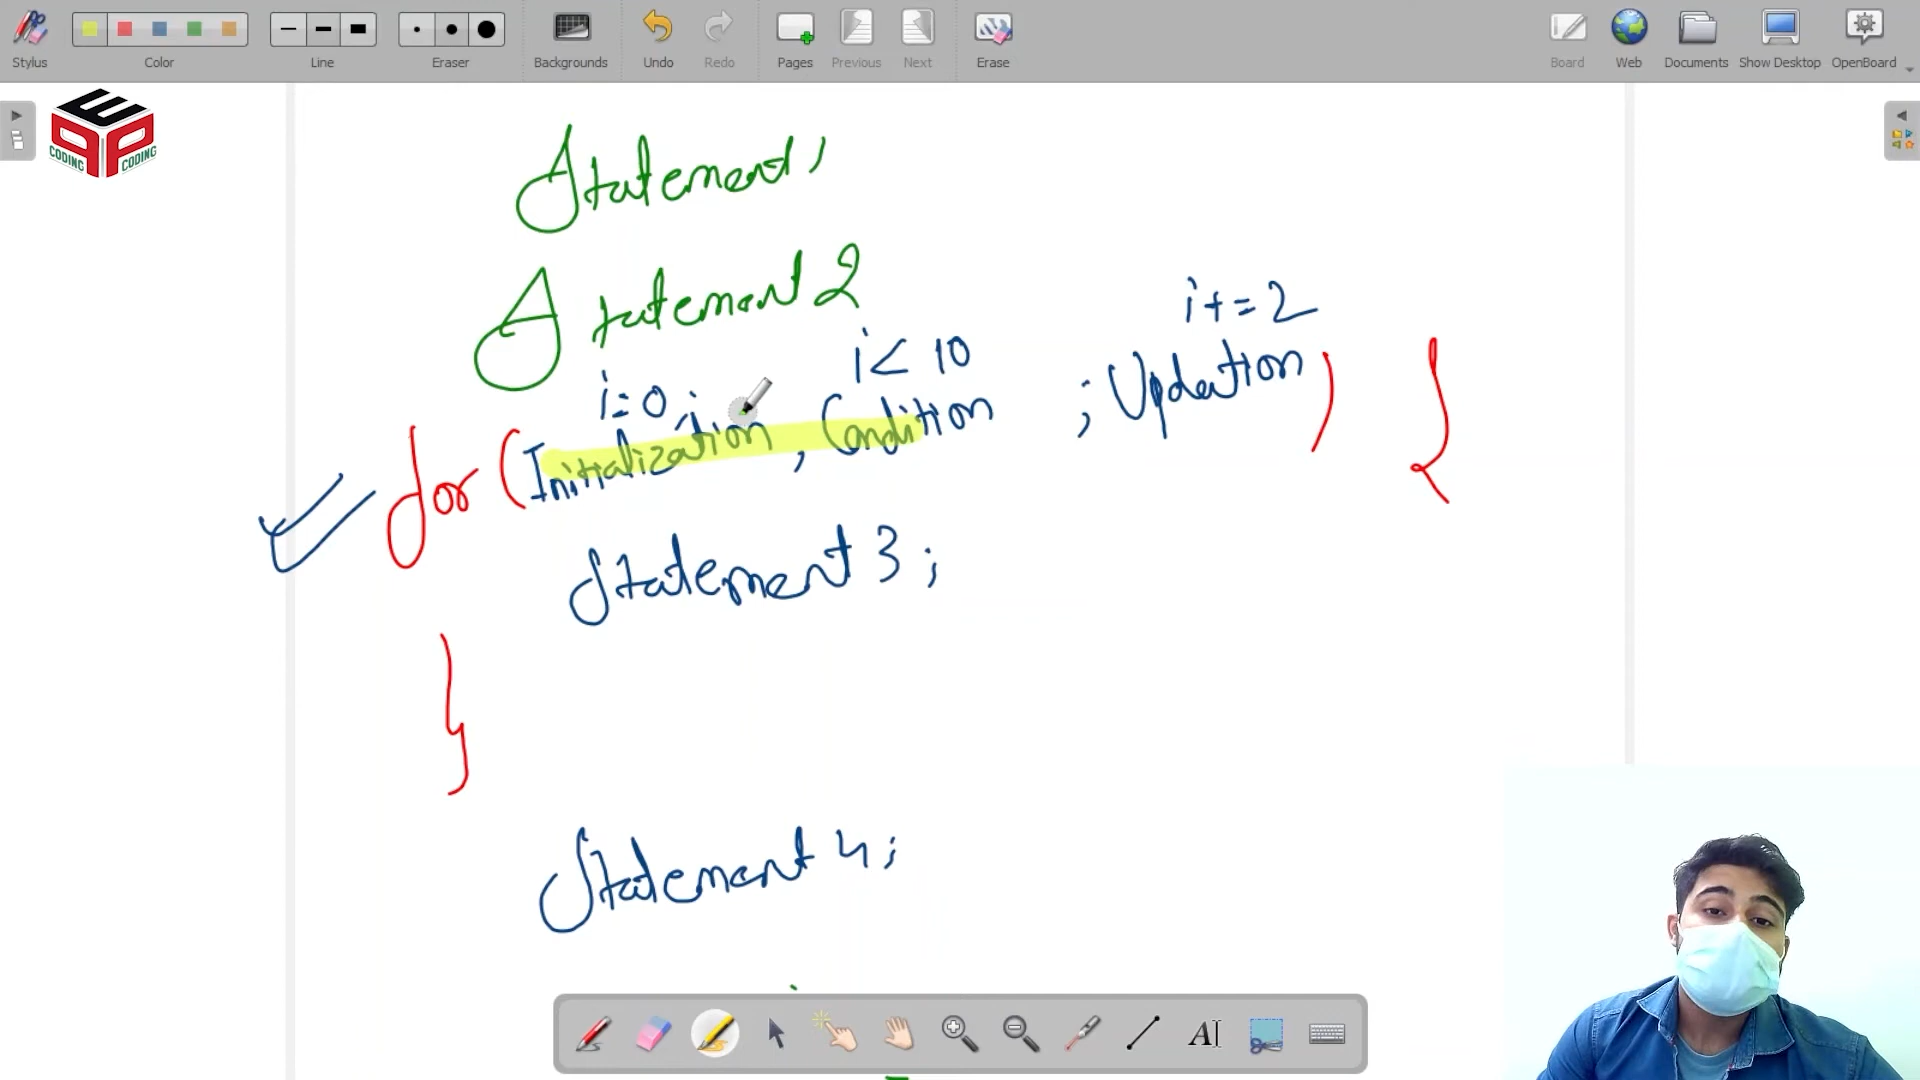 Stylus Color Line Eraser Backgrounds Undo Redo Pages Previous Next Erase Board Web Documents Show Desktop OpenBoard
CODING CODING
Statement 1
Statement 2
i=0; i< 10 i+=2
for (Initialization ; Condition ; Updation ) {
Statement 3 ;
}
Statement 4 ;